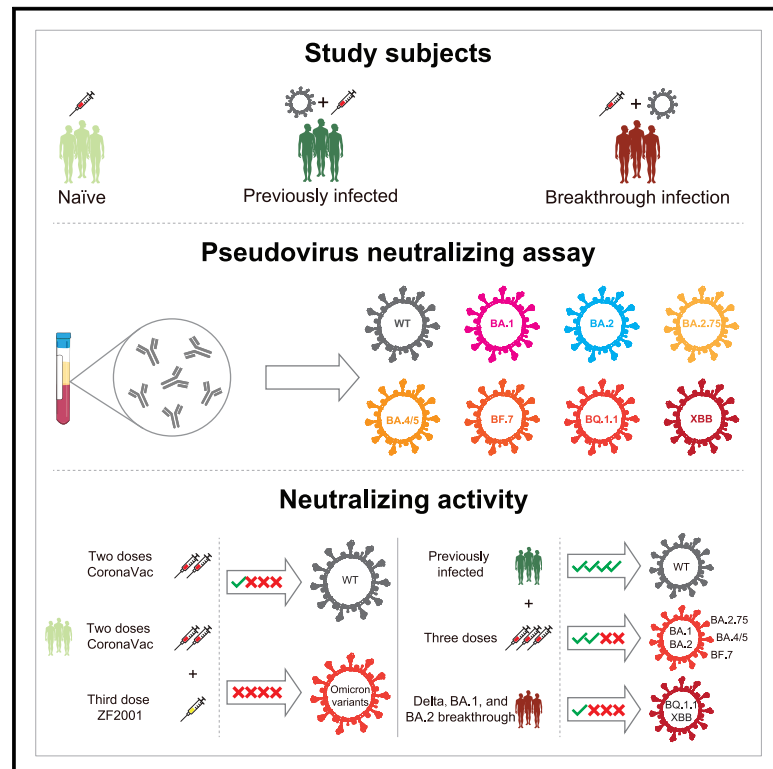 Study subjects
Naïve
Previously infected
Breakthrough infection
Pseudovirus neutralizing assay
WT
BA.1
BA.2
BA.2.75
BA.4/5
BF.7
BQ.1.1
XBB
Neutralizing activity
Two doses
CoronaVac
WT
Two doses
CoronaVac
+
Third dose
ZF2001
Omicron
variants
Previously
infected
WT
+
Three doses
BA.1
BA.2
BA.2.75
BA.4/5
BF.7
Delta, BA.1, and
BA.2 breakthrough
BQ.1.1
XBB